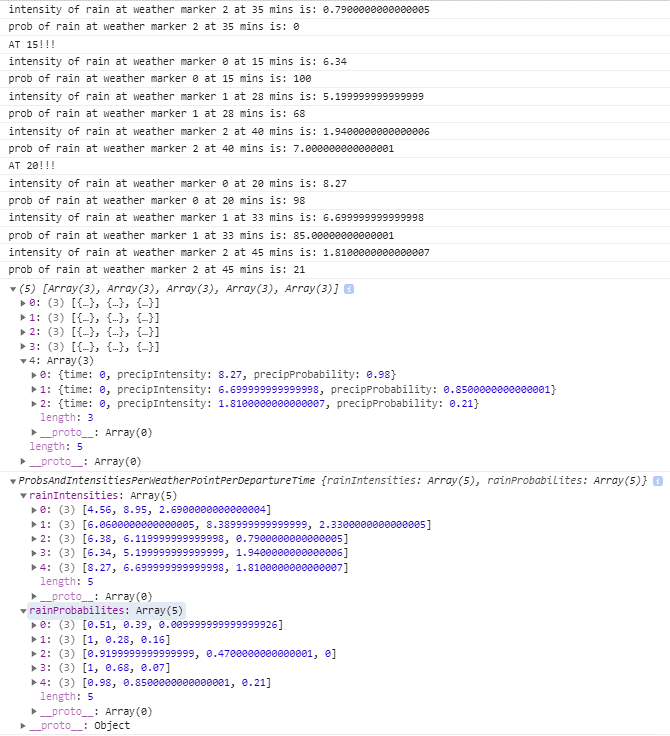 intensity of rain at weather marker 2 at 35 mins is: 0.7900000000000005
prob of rain at weather marker 2 at 35 mins is: 0
AT 15!!!
intensity of rain at weather marker 0 at 15 mins is: 6.34
prob of rain at weather marker 0 at 15 mins is: 100
intensity of rain at weather marker 1 at 28 mins is: 5.199999999999999
prob of rain at weather marker 1 at 28 mins is: 68
intensity of rain at weather marker 2 at 40 mins is: 1.9400000000000006
prob of rain at weather marker 2 at 40 mins is: 7.000000000000001
AT 20!!!
intensity of rain at weather marker 0 at 20 mins is: 8.27
prob of rain at weather marker 0 at 20 mins is: 98
intensity of rain at weather marker 1 at 33 mins is: 6.699999999999998
prob of rain at weather marker 1 at 33 mins is: 85.00000000000001
intensity of rain at weather marker 2 at 45 mins is: 1.8100000000000007
prob of rain at weather marker 2 at 45 mins is: 21
▼(5) [Array(3), Array(3), Array(3), Array(3), Array(3)] i
▶0: (3) [{…}, {…}, {…}]
▶1: (3) [{…}, {…}, {…}]
▶2: (3) [{…}, {…}, {…}]
▶3: (3) [{…}, {…}, {…}]
▼4: Array(3)
▶0: {time: 0, precipIntensity: 8.27, precipProbability: 0.98}
▶1: {time: 0, precipIntensity: 6.699999999999998, precipProbability: 0.8500000000000001}
▶2: {time: 0, precipIntensity: 1.8100000000000007, precipProbability: 0.21}
length: 3
▶__proto__: Array(0)
length: 5
▶__proto__: Array(0)
▼ProbsAndIntensitiesPerWeatherPointPerDepartureTime {rainIntensities: Array(5), rainProbabilites: Array(5)} i
▼rainIntensities: Array(5)
▶0: (3) [4.56, 8.95, 2.6900000000000004]
▶1: (3) [6.0600000000000005, 8.389999999999999, 2.3300000000000005]
▶2: (3) [6.38, 6.119999999999998, 0.7900000000000005]
▶3: (3) [6.34, 5.199999999999999, 1.9400000000000006]
▶4: (3) [8.27, 6.699999999999998, 1.8100000000000007]
length: 5
▶__proto__: Array(0)
▼rainProbabilites: Array(5)
▶0: (3) [0.51, 0.39, 0.009999999999999926]
▶1: (3) [1, 0.28, 0.16]
▶2: (3) [0.9199999999999999, 0.4700000000000001, 0]
▶3: (3) [1, 0.68, 0.07]
▶4: (3) [0.98, 0.8500000000000001, 0.21]
length: 5
▶__proto__: Array(0)
▶__proto__: Object